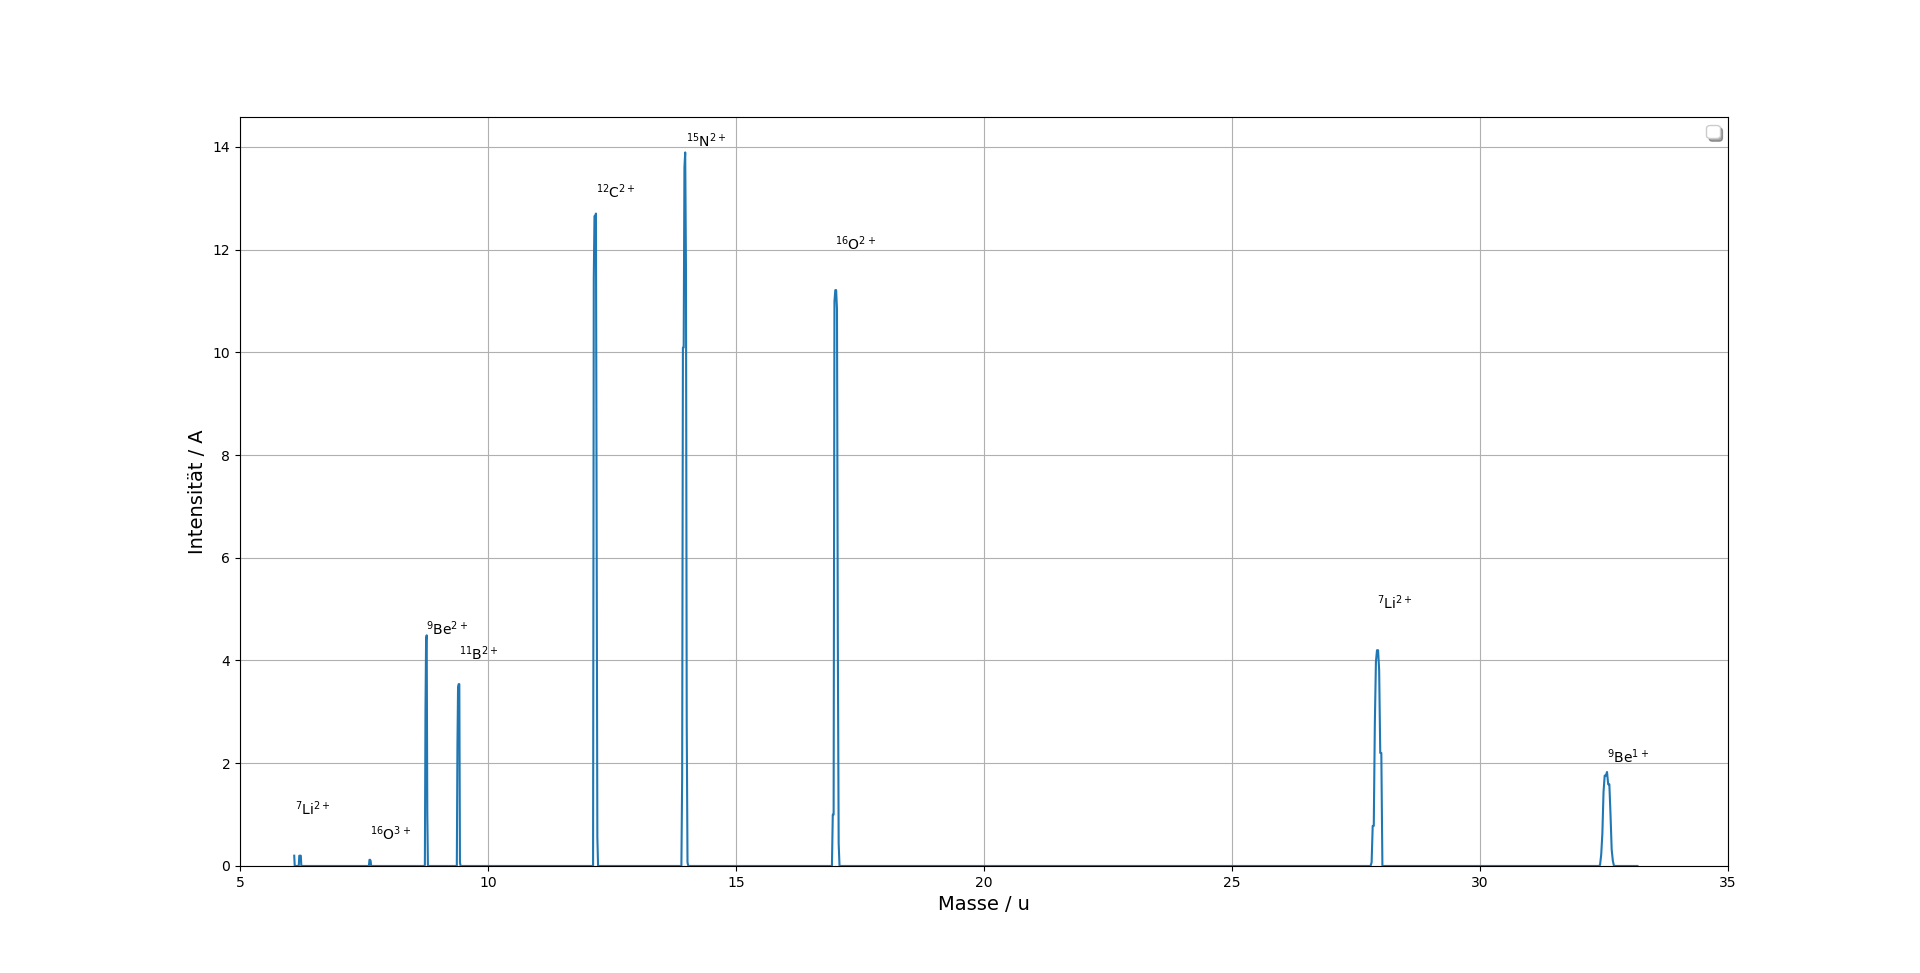 ¹⁵N²⁺
¹²C²⁺
¹⁶O²⁺
⁹Be²⁺
¹¹B²⁺
⁷Li²⁺
⁹Be¹⁺
⁷Li²⁺
¹⁶O³⁺
14
12
10
8
6
4
2
0
Intensität / A
5 10 15 20 25 30 35
Masse / u